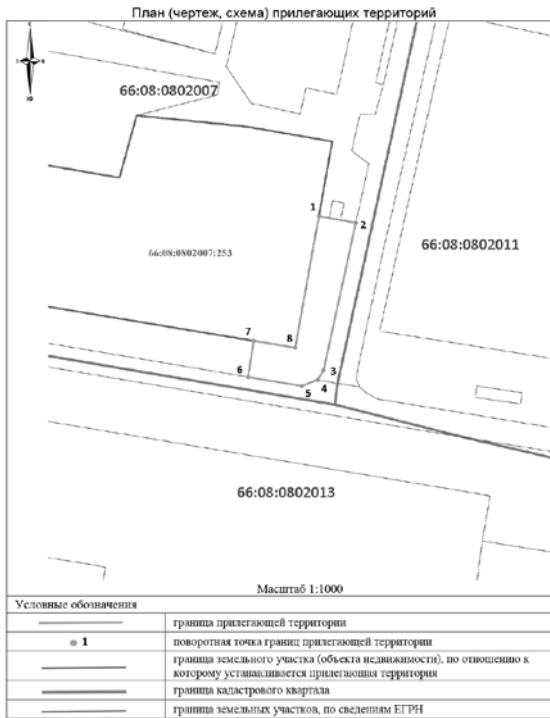 План (чертеж, схема) прилегающих территорий
66:08:0802007
1
2
66:08:0802011
66:08:0802007:253
7
8
3
6
4
5
66:08:0802013
Масштаб 1:1000
Условные обозначения
граница прилегающей территории
1
поворотная точка границ прилегающей территории
граница земельного участка (объекта недвижимости), по отношению к
которому устанавливается прилегающая территория
граница кадастрового квартала
граница земельных участков, по сведениям ЕГРН